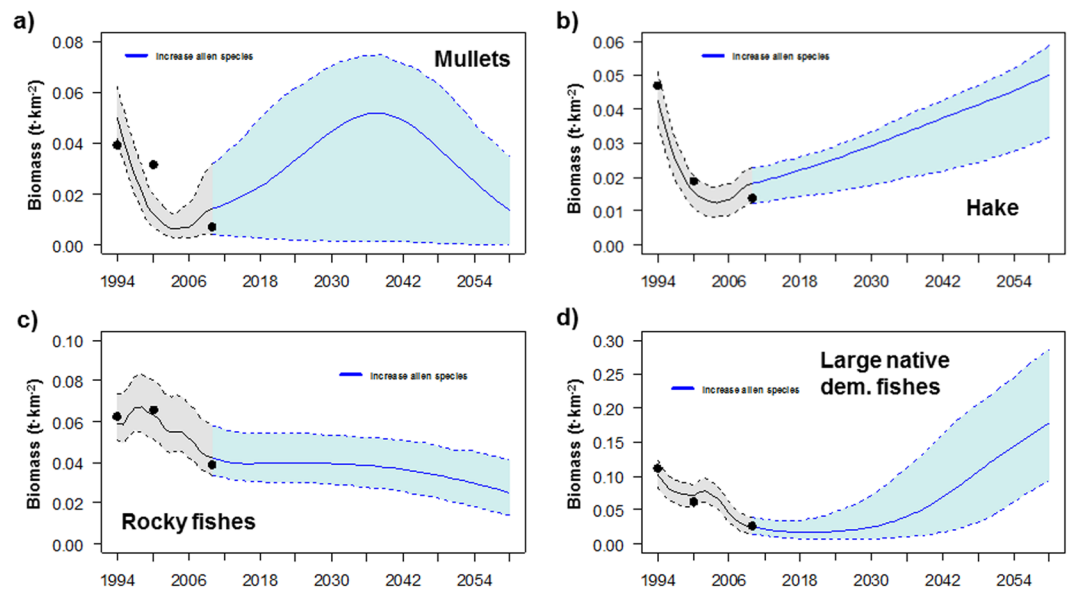 a)
0.08
0.06
0.04
0.02
0.00
Biomass (t·km-2)
Increase alien species
Mullets
1994
2006
2018
2030
2042
2054
b)
0.06
0.05
0.04
0.03
0.02
0.01
0.00
Biomass (t·km-2)
Increase alien species
Hake
1994
2006
2018
2030
2042
2054
c)
0.10
0.08
0.06
0.04
0.02
0.00
Biomass (t·km-2)
Increase alien species
Rocky fishes
1994
2006
2018
2030
2042
2054
d)
0.30
0.25
0.20
0.15
0.10
0.05
0.00
Biomass (t·km-2)
Large native
dem. fishes
Increase alien species
1994
2006
2018
2030
2042
2054